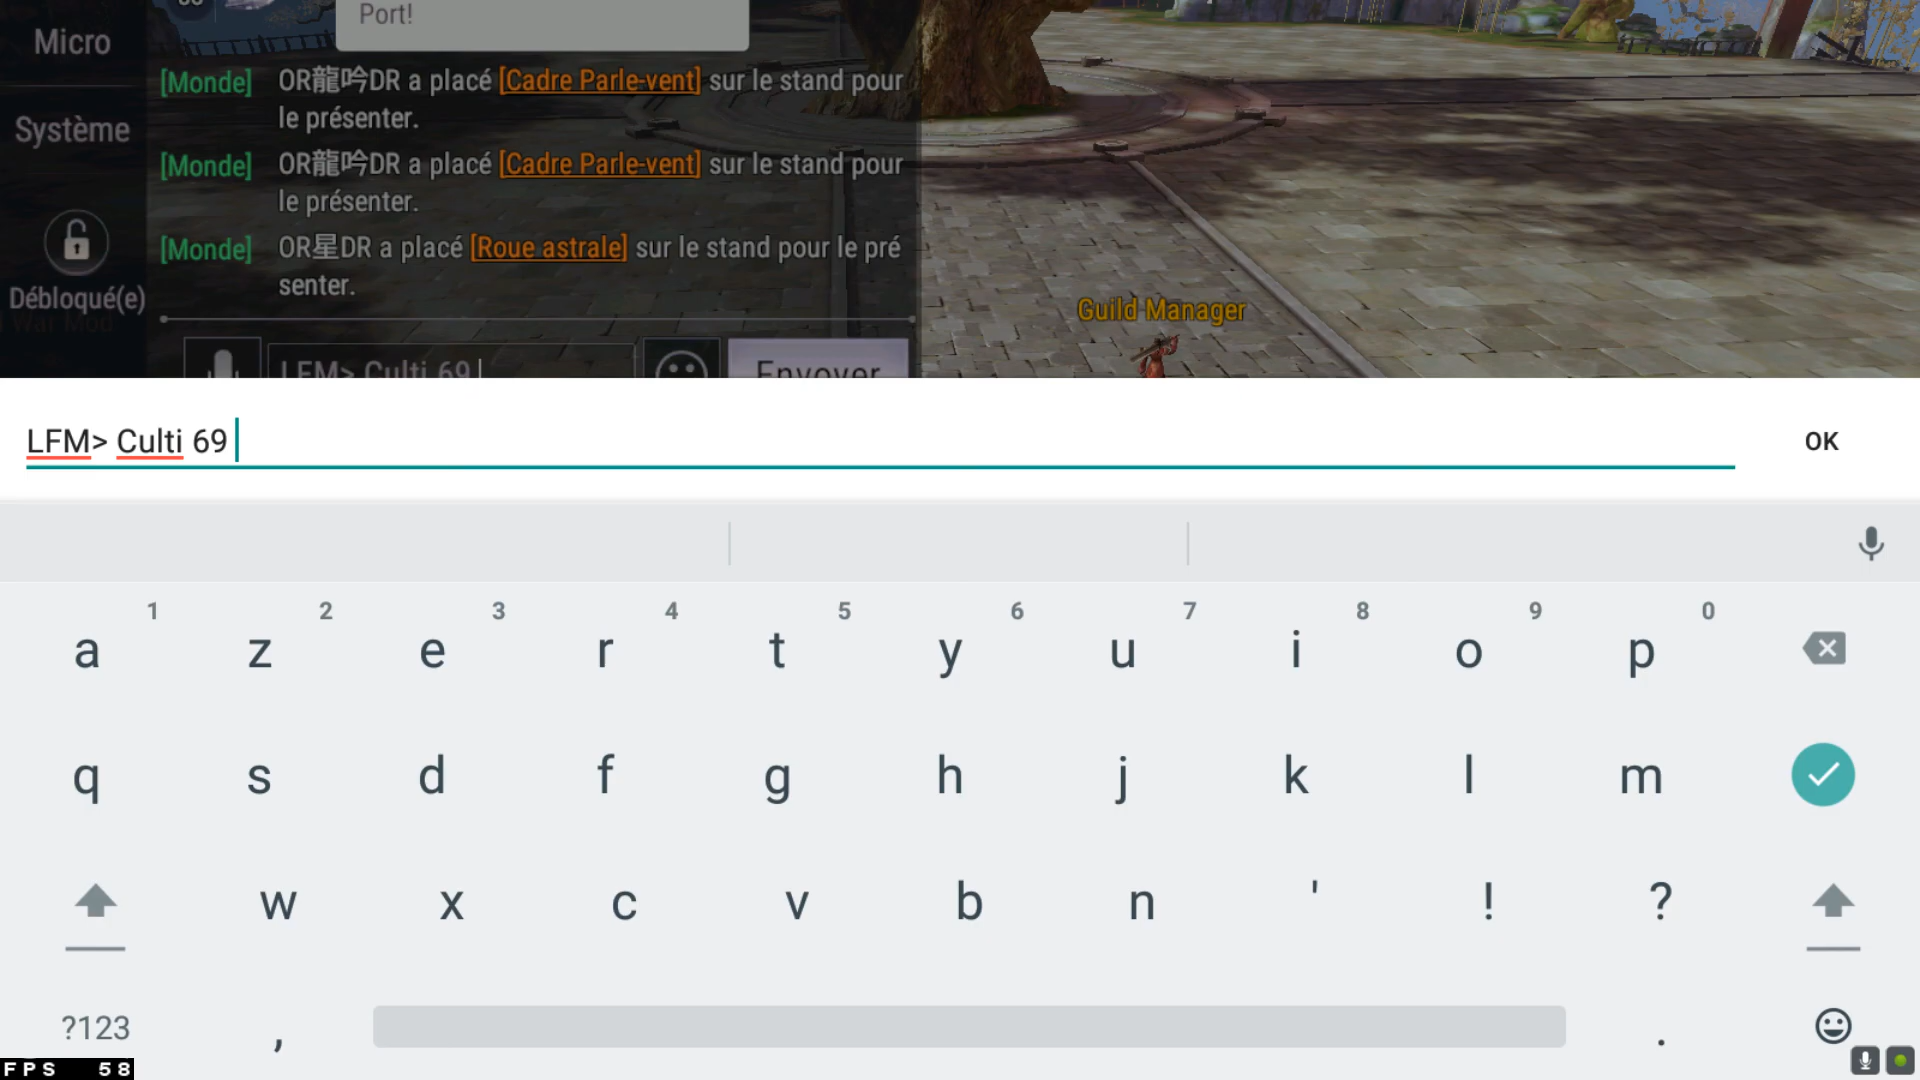 Port!
Micro
[Monde] OR龍吟DR a placé [Cadre Parle-vent] sur le stand pour
le présenter.
Système
[Monde] OR龍吟DR a placé [Cadre Parle-vent] sur le stand pour
le présenter.
[Monde] OR星DR a placé [Roue astrale] sur le stand pour le pré
senter.
Débloqué(e)
Guild Manager
LFM> Culti 69
Envoyer
LFM> Culti 69
OK
1 2 3 4 5 6 7 8 9 0
a z e r t y u i o p
q s d f g h j k l m
w x c v b n ' ! ?
?123 , .
FPS 58